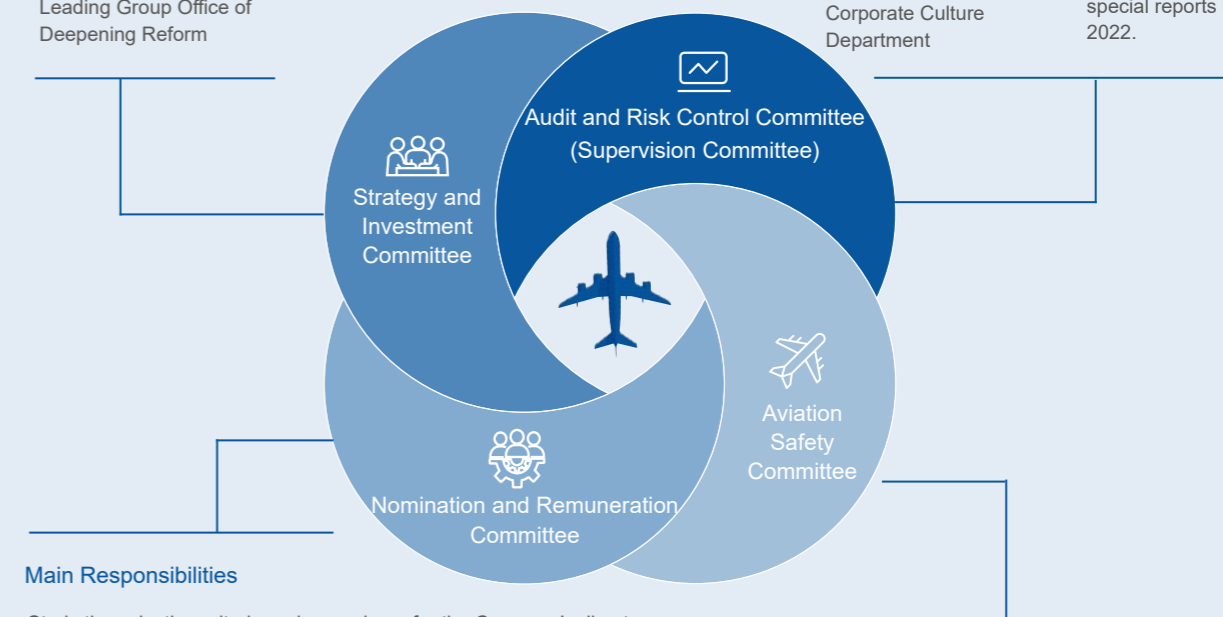 Leading Group Office of
Deepening Reform
Corporate Culture
Department
special reports
2022.
Audit and Risk Control Committee
(Supervision Committee)
Strategy and
Investment
Committee
Aviation
Safety
Committee
Nomination and Remuneration
Committee
Main Responsibilities